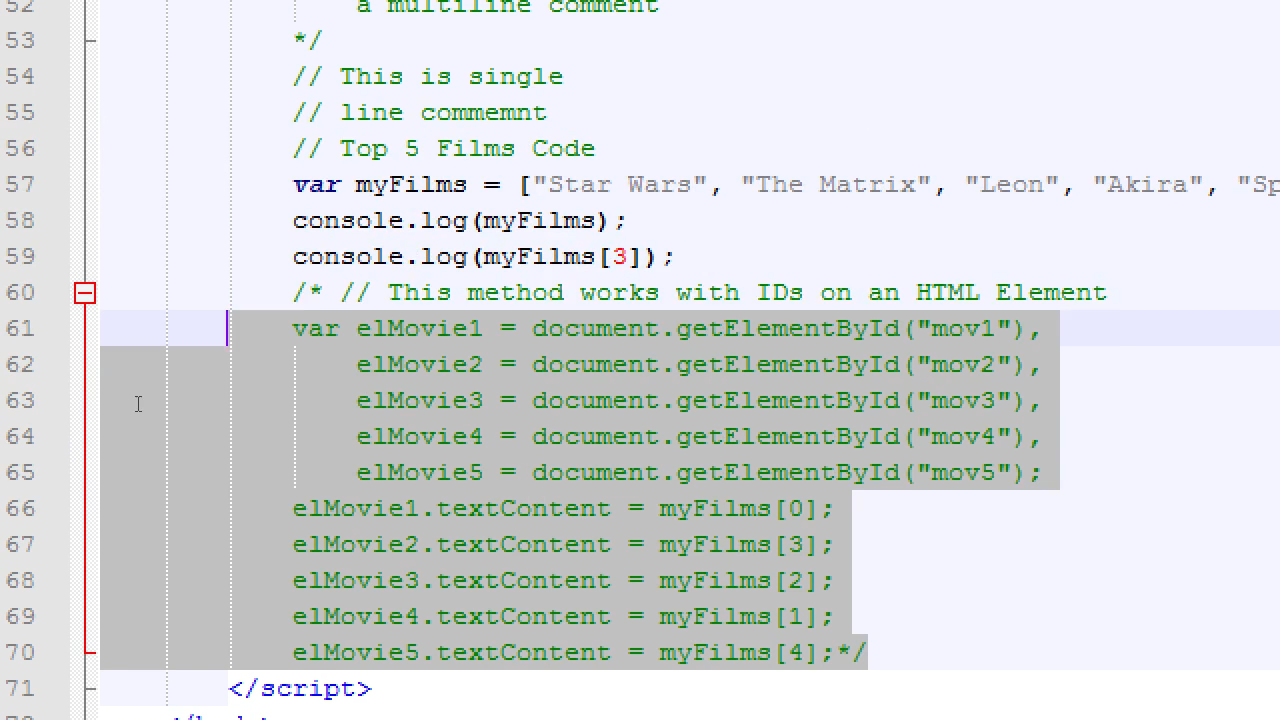 52 a multiline comment
53 */
54 // This is single
55 // line commemnt
56 // Top 5 Films Code
57 var myFilms = ["Star Wars", "The Matrix", "Leon", "Akira", "Sp
58 console.log(myFilms);
59 console.log(myFilms[3]);
60 /* // This method works with IDs on an HTML Element
61 var elMovie1 = document.getElementById("mov1"),
62 elMovie2 = document.getElementById("mov2"),
63 elMovie3 = document.getElementById("mov3"),
64 elMovie4 = document.getElementById("mov4"),
65 elMovie5 = document.getElementById("mov5");
66 elMovie1.textContent = myFilms[0];
67 elMovie2.textContent = myFilms[3];
68 elMovie3.textContent = myFilms[2];
69 elMovie4.textContent = myFilms[1];
70 elMovie5.textContent = myFilms[4];*/
71 </script>